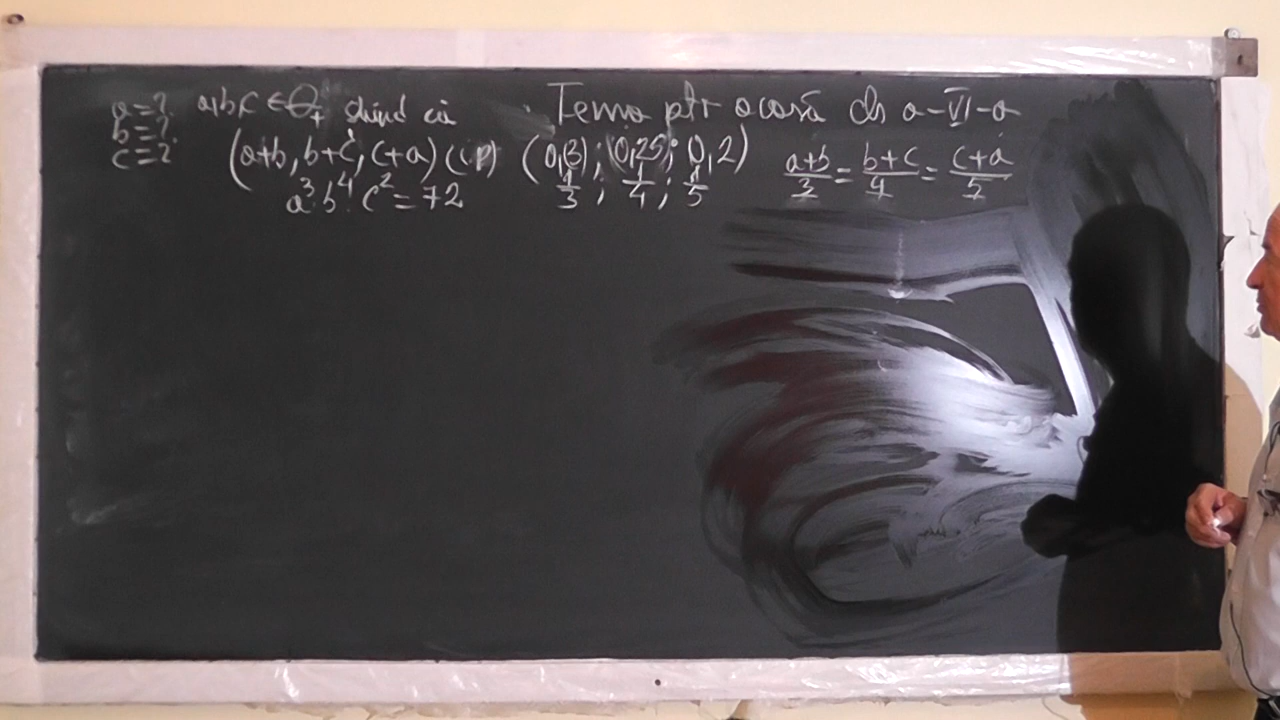 a=? a,b,c ∈ Q₊ știind că Tema ptr acasă cls a-VI-a
b=?
c=? (a+b, b+c, c+a) (i.p) (0,(3); 0,25; 0,2) (a+b)/3 = (b+c)/4 = (c+a)/5
a³·b⁴·c²=72 1/3 ; 1/4 ; 1/5